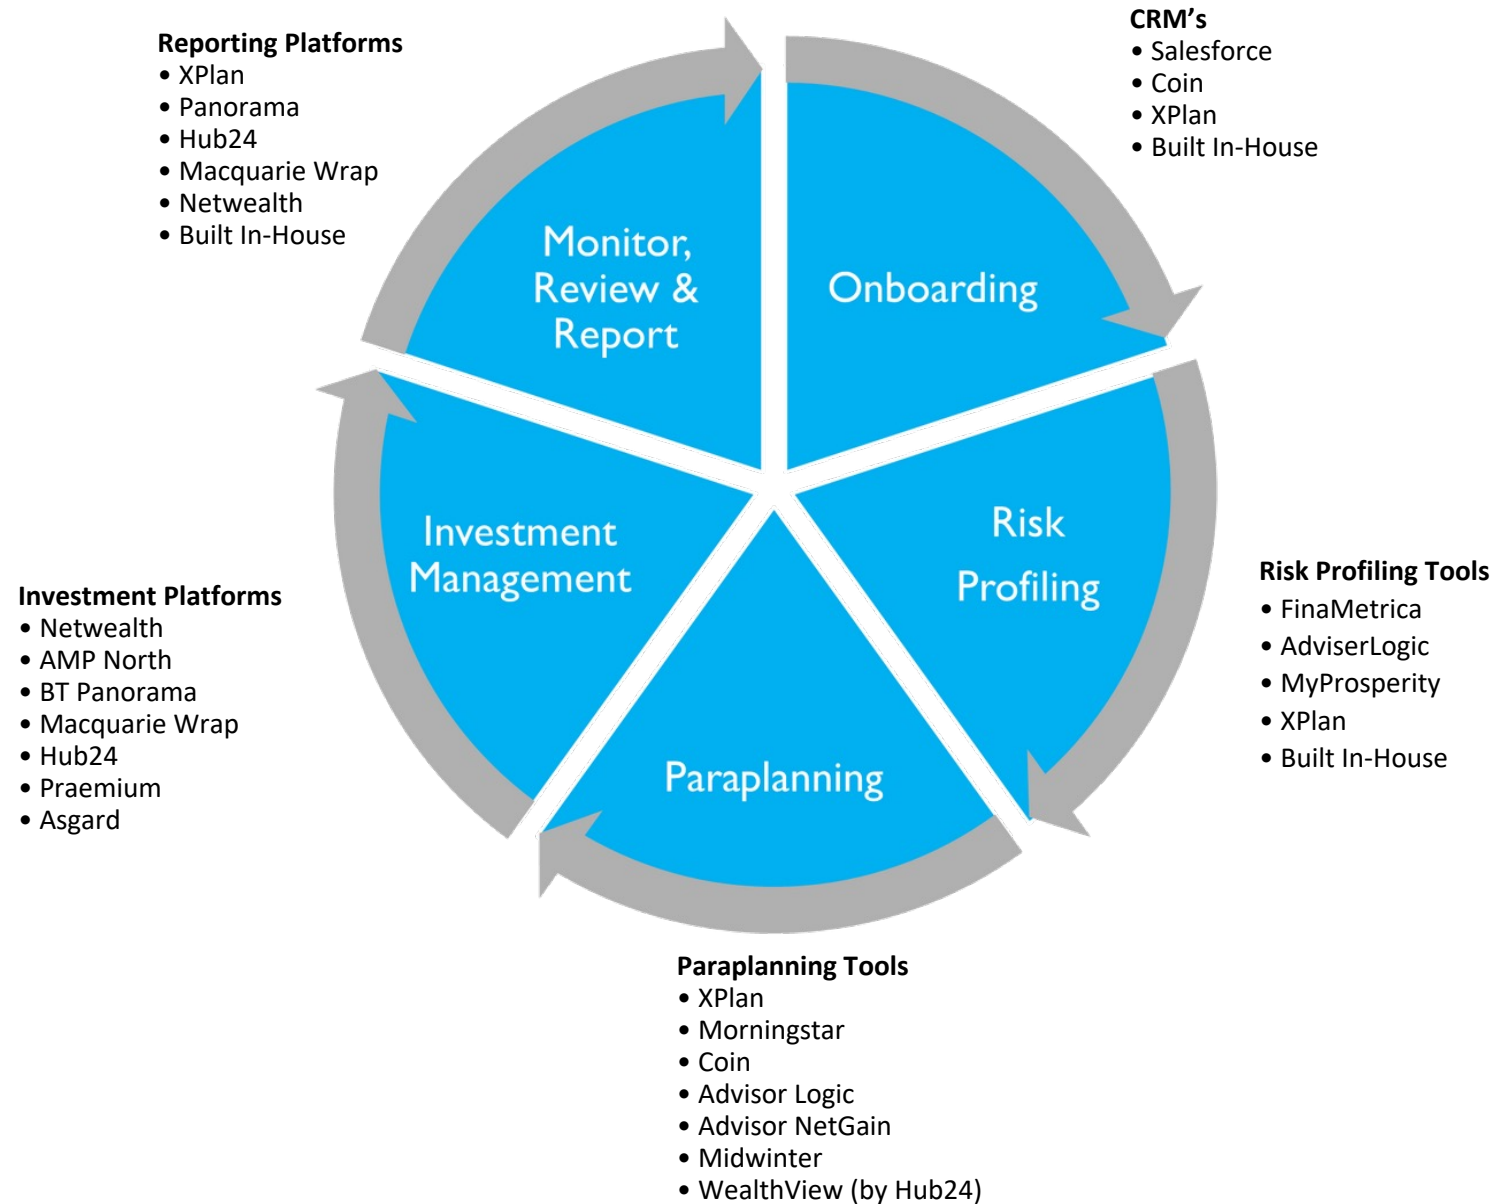 Reporting Platforms
• XPlan
• Panorama
• Hub24
• Macquarie Wrap
• Netwealth
• Built In-House
CRM’s
• Salesforce
• Coin
• XPlan
• Built In-House
Monitor,
Review &
Report
Onboarding
Risk
Profiling
Paraplanning
Investment
Management
Risk Profiling Tools
• FinaMetrica
• AdviserLogic
• MyProsperity
• XPlan
• Built In-House
Investment Platforms
• Netwealth
• AMP North
• BT Panorama
• Macquarie Wrap
• Hub24
• Praemium
• Asgard
Paraplanning Tools
• XPlan
• Morningstar
• Coin
• Advisor Logic
• Advisor NetGain
• Midwinter
• WealthView (by Hub24)